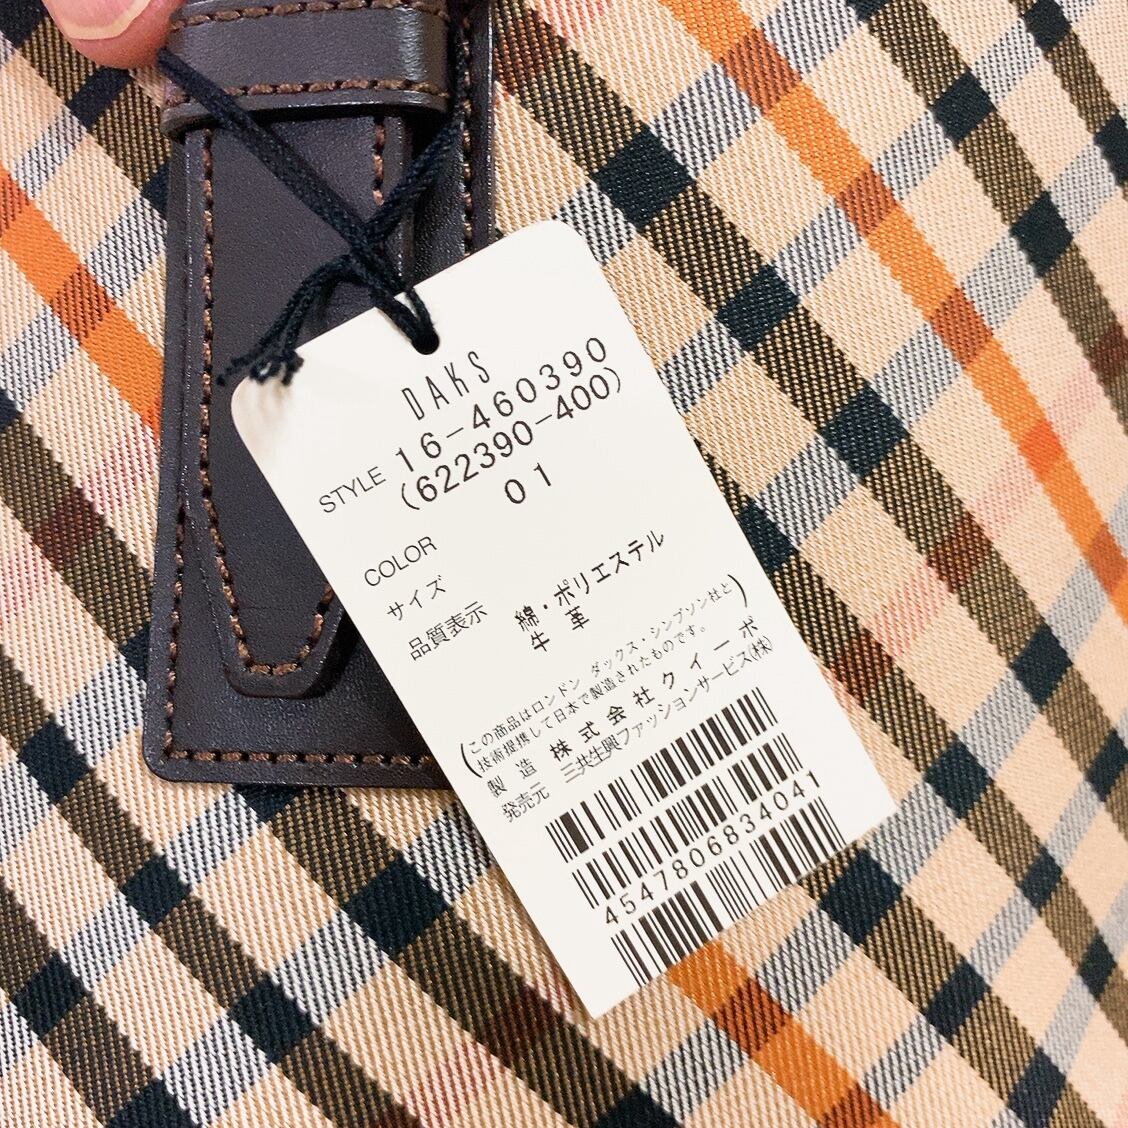 DAKS
STYLE 16-460390
(622390-400)
COLOR 01
サイズ
品質表示 綿・ポリエステル
牛革
(この商品はロンドン ダックス・シンプソン社と
技術提携して日本で製造されたものです。)
製造 株式会社クイーポ
発売元 三共生興ファッションサービス(株)
4547806834041